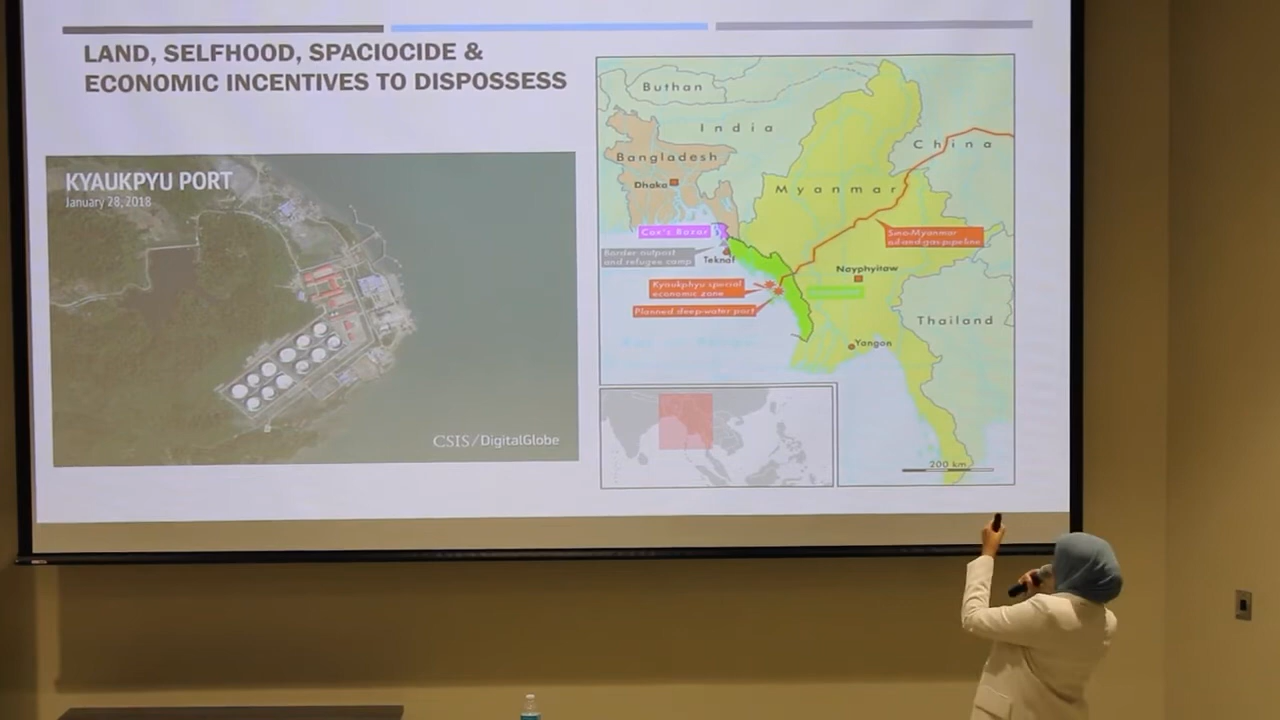 LAND, SELFHOOD, SPACIOCIDE &
ECONOMIC INCENTIVES TO DISPOSSESS
KYAUKPYU PORT
January 28, 2018
CSIS/DigitalGlobe
Buthan
India
China
Bangladesh
Dhaka
Myanmar
Cox's Bazar
Sino-Myanmar
oil-and-gas-pipeline
Border outpost
and refugee camp
Teknaf
Nayphyitaw
Kyaukphyu special
economic zone
Planned deep-water port
Thailand
Yangon
200 km